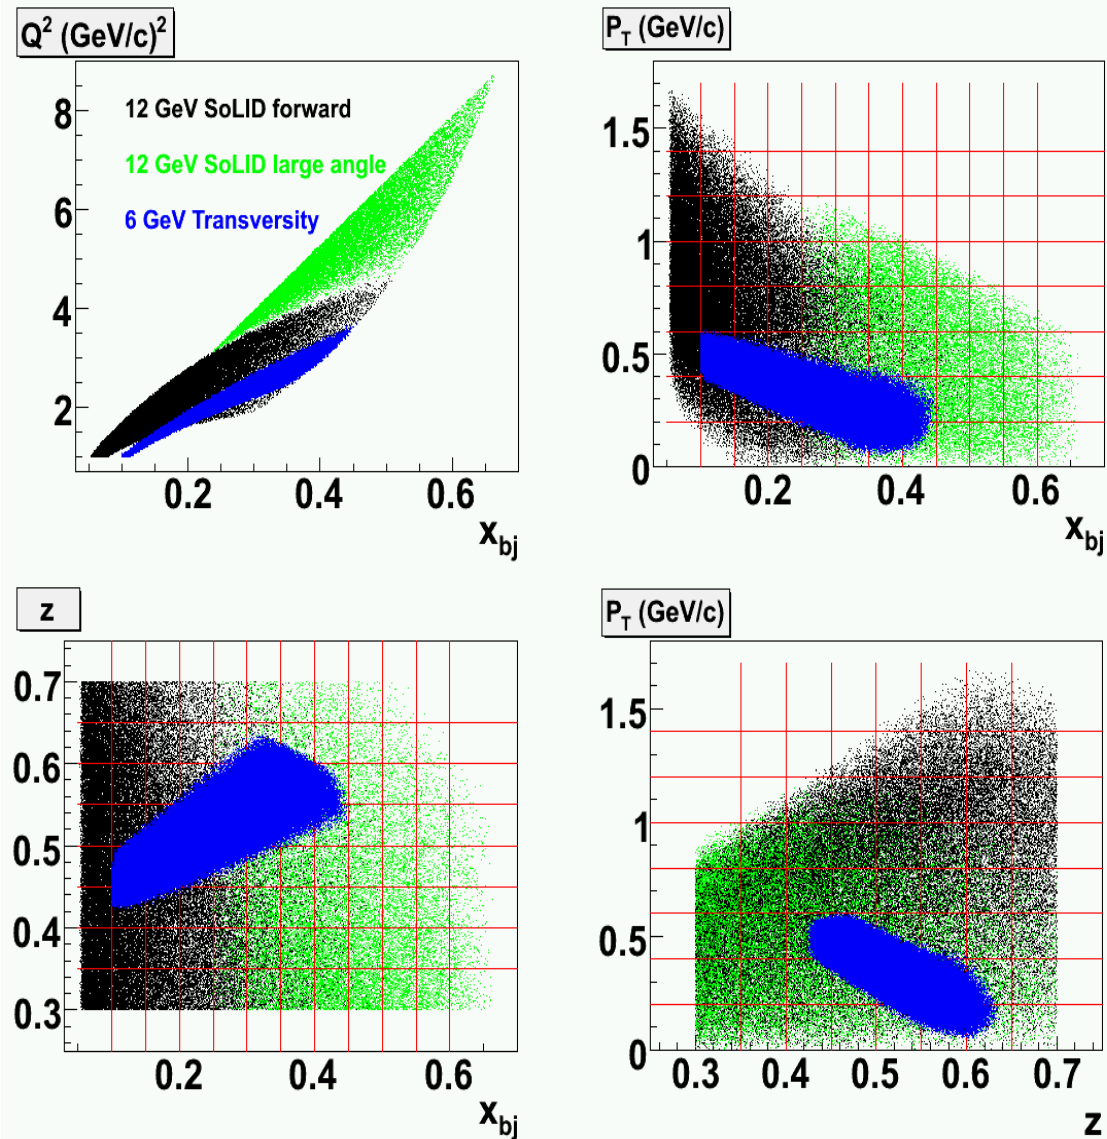 Q² (GeV/c)²
12 GeV SoLID forward
12 GeV SoLID large angle
6 GeV Transversity
8
6
4
2
0.2 0.4 0.6
x_bj
P_T (GeV/c)
1.5
1
0.5
0
0.2 0.4 0.6
x_bj
z
0.7
0.6
0.5
0.4
0.3
0.2 0.4 0.6
x_bj
P_T (GeV/c)
1.5
1
0.5
0
0.3 0.4 0.5 0.6 0.7
z